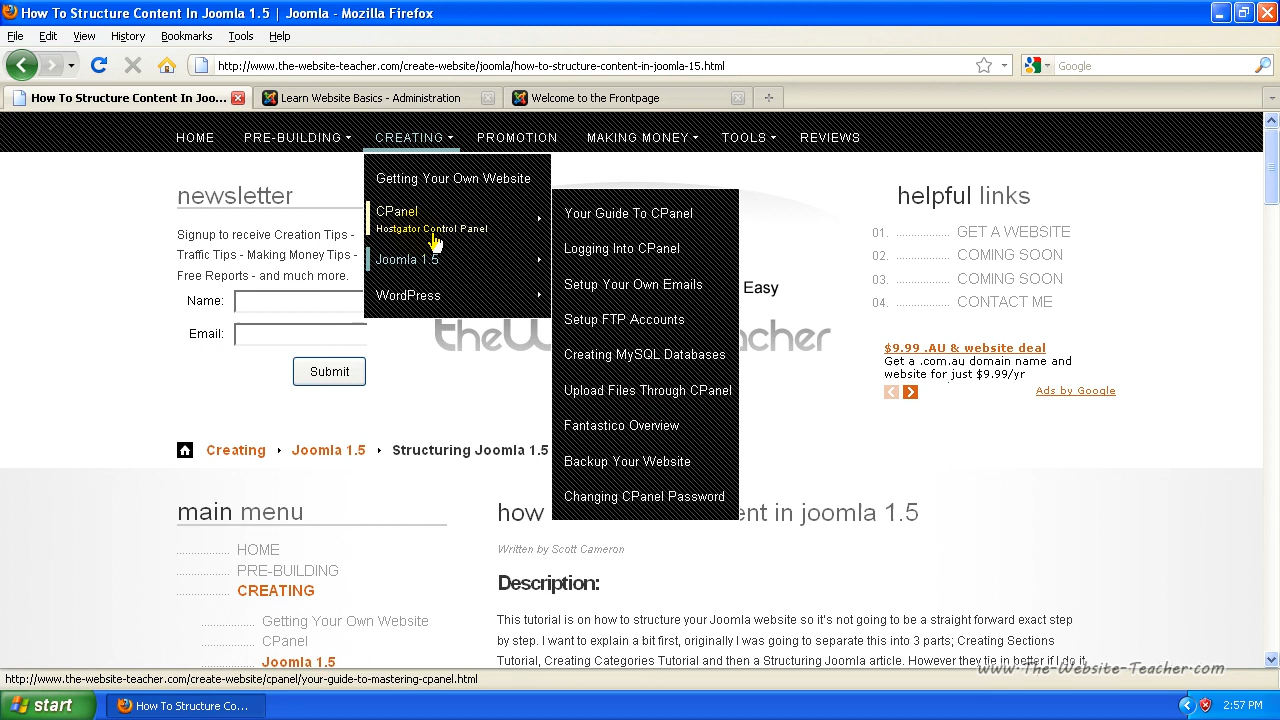 How To Structure Content In Joomla 1.5 | Joomla - Mozilla Firefox
File Edit View History Bookmarks Tools Help
http://www.the-website-teacher.com/create-website/joomla/how-to-structure-content-in-joomla-15.html
Google
How To Structure Content In Joo...
Learn Website Basics - Administration
Welcome to the Frontpage
HOME PRE-BUILDING CREATING PROMOTION MAKING MONEY TOOLS REVIEWS
newsletter
Signup to receive Creation Tips -
Traffic Tips - Making Money Tips -
Free Reports - and much more.
Name:
Email:
Submit
Getting Your Own Website
CPanel
Hostgator Control Panel
Joomla 1.5
WordPress
Your Guide To CPanel
Logging Into CPanel
Setup Your Own Emails
Setup FTP Accounts
Creating MySQL Databases
Upload Files Through CPanel
Fantastico Overview
Backup Your Website
Changing CPanel Password
Easy
theW
Teacher
helpful links
01. GET A WEBSITE
02. COMING SOON
03. COMING SOON
04. CONTACT ME
$9.99 .AU & website deal
Get a .com.au domain name and
website for just $9.99/yr
Ads by Google
Creating Joomla 1.5 Structuring Joomla 1.5
main menu
HOME
PRE-BUILDING
CREATING
Getting Your Own Website
CPanel
Joomla 1.5
how ent in joomla 1.5
Written by Scott Cameron
Description:
This tutorial is on how to structure your Joomla website so it's not going to be a straight forward exact step
by step. I want to explain a bit first, originally I was going to separate this into 3 parts; Creating Sections
Tutorial, Creating Categories Tutorial and then a Structuring Joomla article. However they tie in better if I do it
www.The-Website-Teacher.com
http://www.the-website-teacher.com/create-website/cpanel/your-guide-to-mastering-cpanel.html
start
How To Structure Co...
2:57 PM